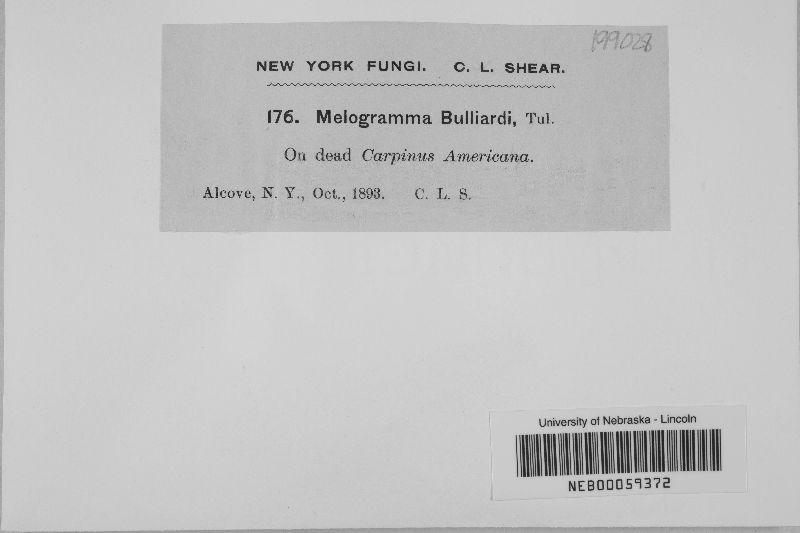 199028
NEW YORK FUNGI. C. L. SHEAR.
176. Melogramma Bulliardi, Tul.
On dead Carpinus Americana.
Alcove, N. Y., Oct., 1893. C. L. S.
University of Nebraska - Lincoln
NEB00059372